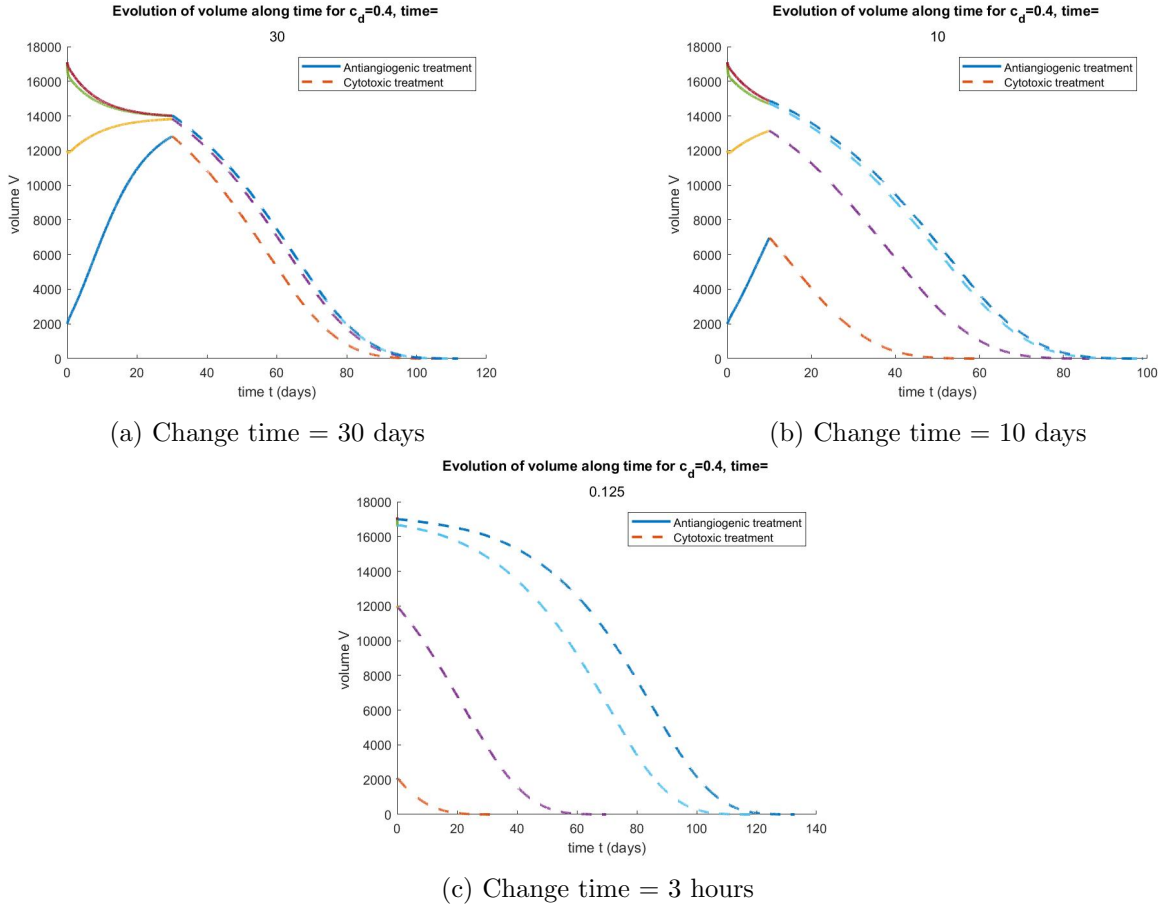 Evolution of volume along time for c_d=0.4, time=
30
18000
16000
14000
12000
10000
8000
6000
4000
2000
0
volume V
0 20 40 60 80 100 120
time t (days)
Antiangiogenic treatment
Cytotoxic treatment
(a) Change time = 30 days
Evolution of volume along time for c_d=0.4, time=
10
18000
16000
14000
12000
10000
8000
6000
4000
2000
0
volume V
0 20 40 60 80 100
time t (days)
Antiangiogenic treatment
Cytotoxic treatment
(b) Change time = 10 days
Evolution of volume along time for c_d=0.4, time=
0.125
18000
16000
14000
12000
10000
8000
6000
4000
2000
0
volume V
0 20 40 60 80 100 120 140
time t (days)
Antiangiogenic treatment
Cytotoxic treatment
(c) Change time = 3 hours